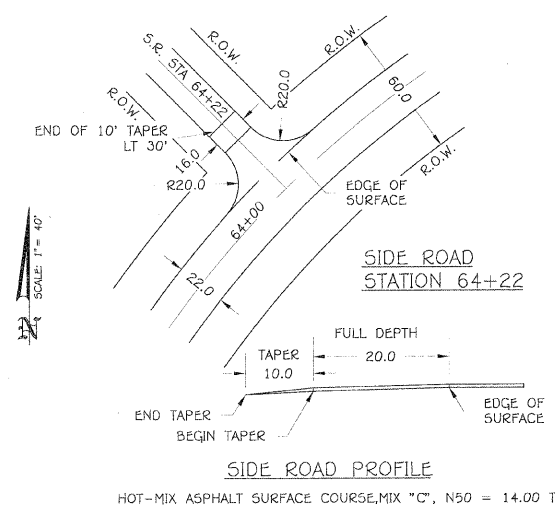 R.O.W.
R.O.W.
S.R. STA 64+22
R.O.W.
R20.0
60.0
END OF 10' TAPER
LT 30'
16.0
R20.0
R.O.W.
EDGE OF
SURFACE
64+00
SCALE: 1"= 40'
N
22.0
SIDE ROAD
STATION 64+22
FULL DEPTH
TAPER
20.0
10.0
END TAPER
BEGIN TAPER
EDGE OF
SURFACE
SIDE ROAD PROFILE
HOT-MIX ASPHALT SURFACE COURSE,MIX "C", N50 = 14.00 T